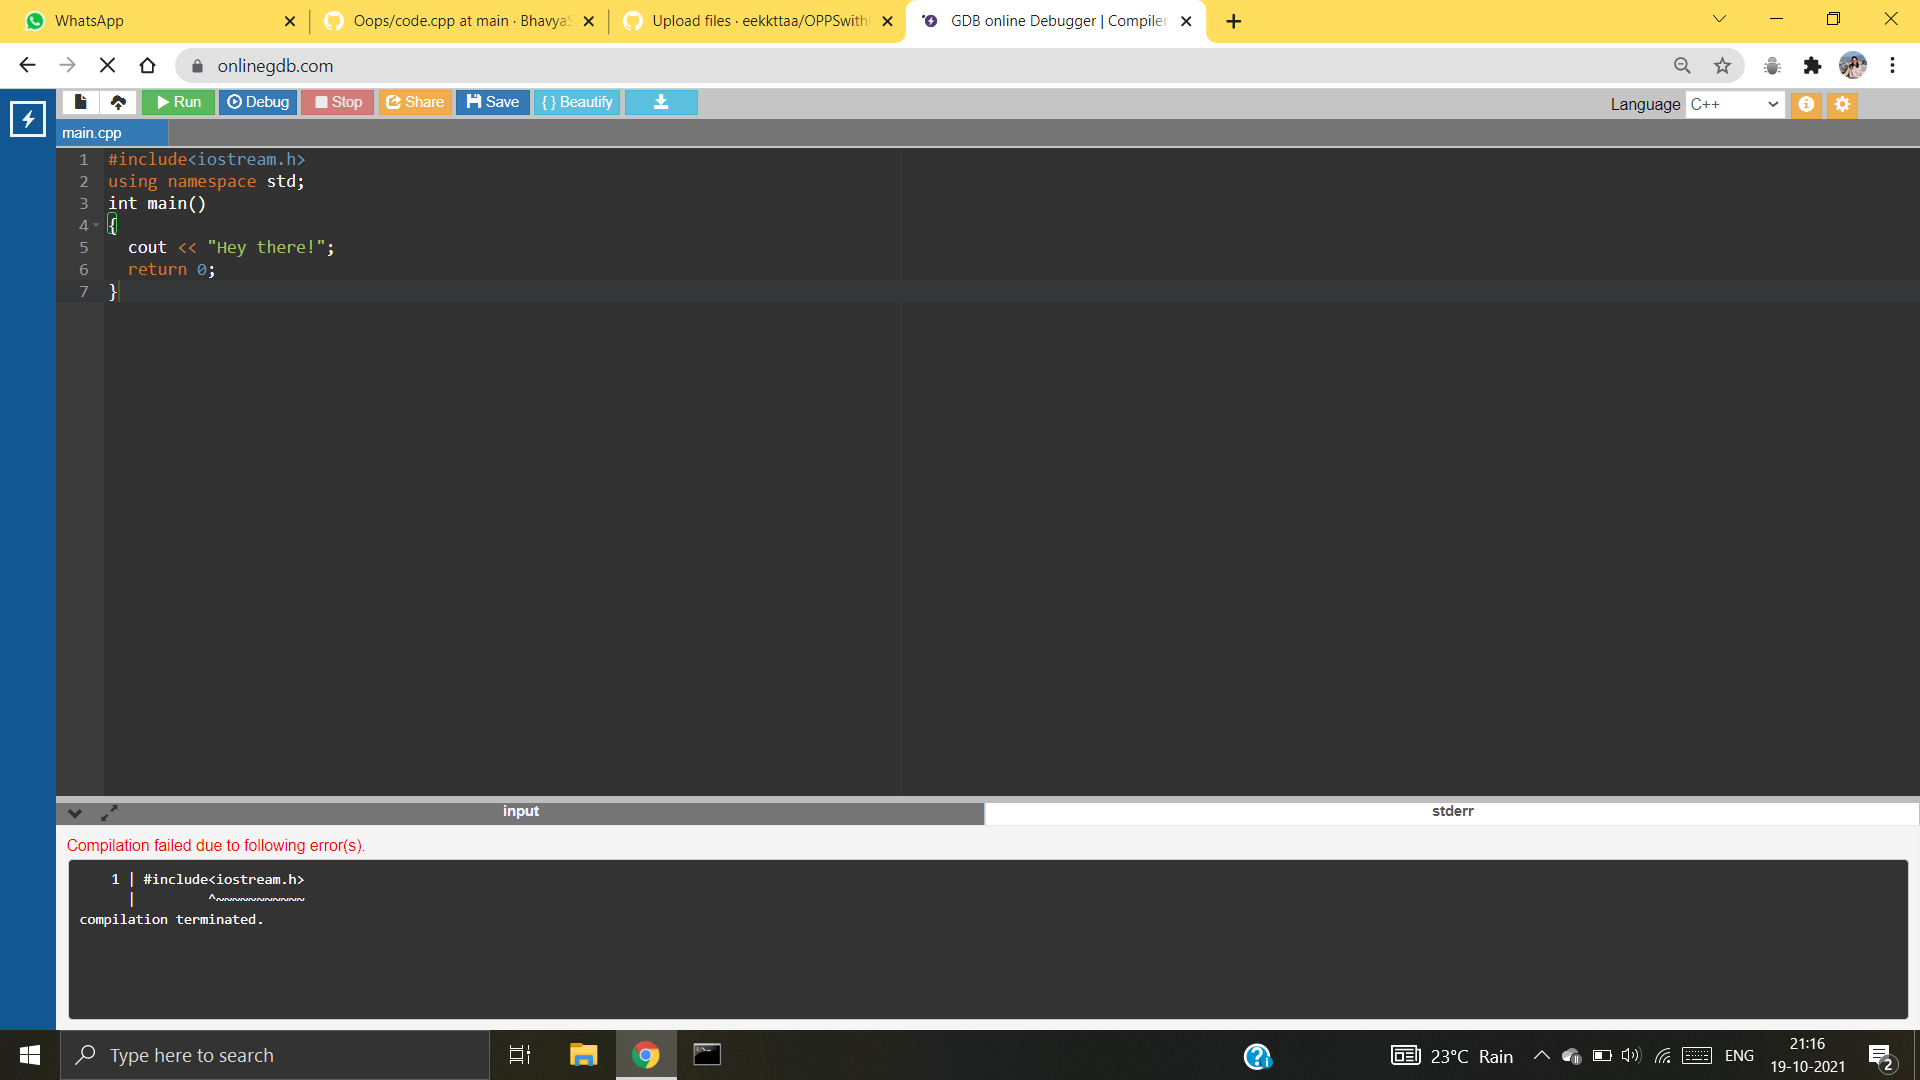 WhatsApp
Oops/code.cpp at main · BhavyaS
Upload files · eekkttaa/OPPSwith
GDB online Debugger | Compiler
onlinegdb.com
Run
Debug
Stop
Share
Save
{ } Beautify
Language C++
main.cpp
1 #include<iostream.h>
2 using namespace std;
3 int main()
4 {
5 cout << "Hey there!";
6 return 0;
7 }
input
stderr
Compilation failed due to following error(s).
1 | #include<iostream.h>
| ^~~~~~~~~~~~
compilation terminated.
Type here to search
23°C Rain
ENG
21:16
19-10-2021
2